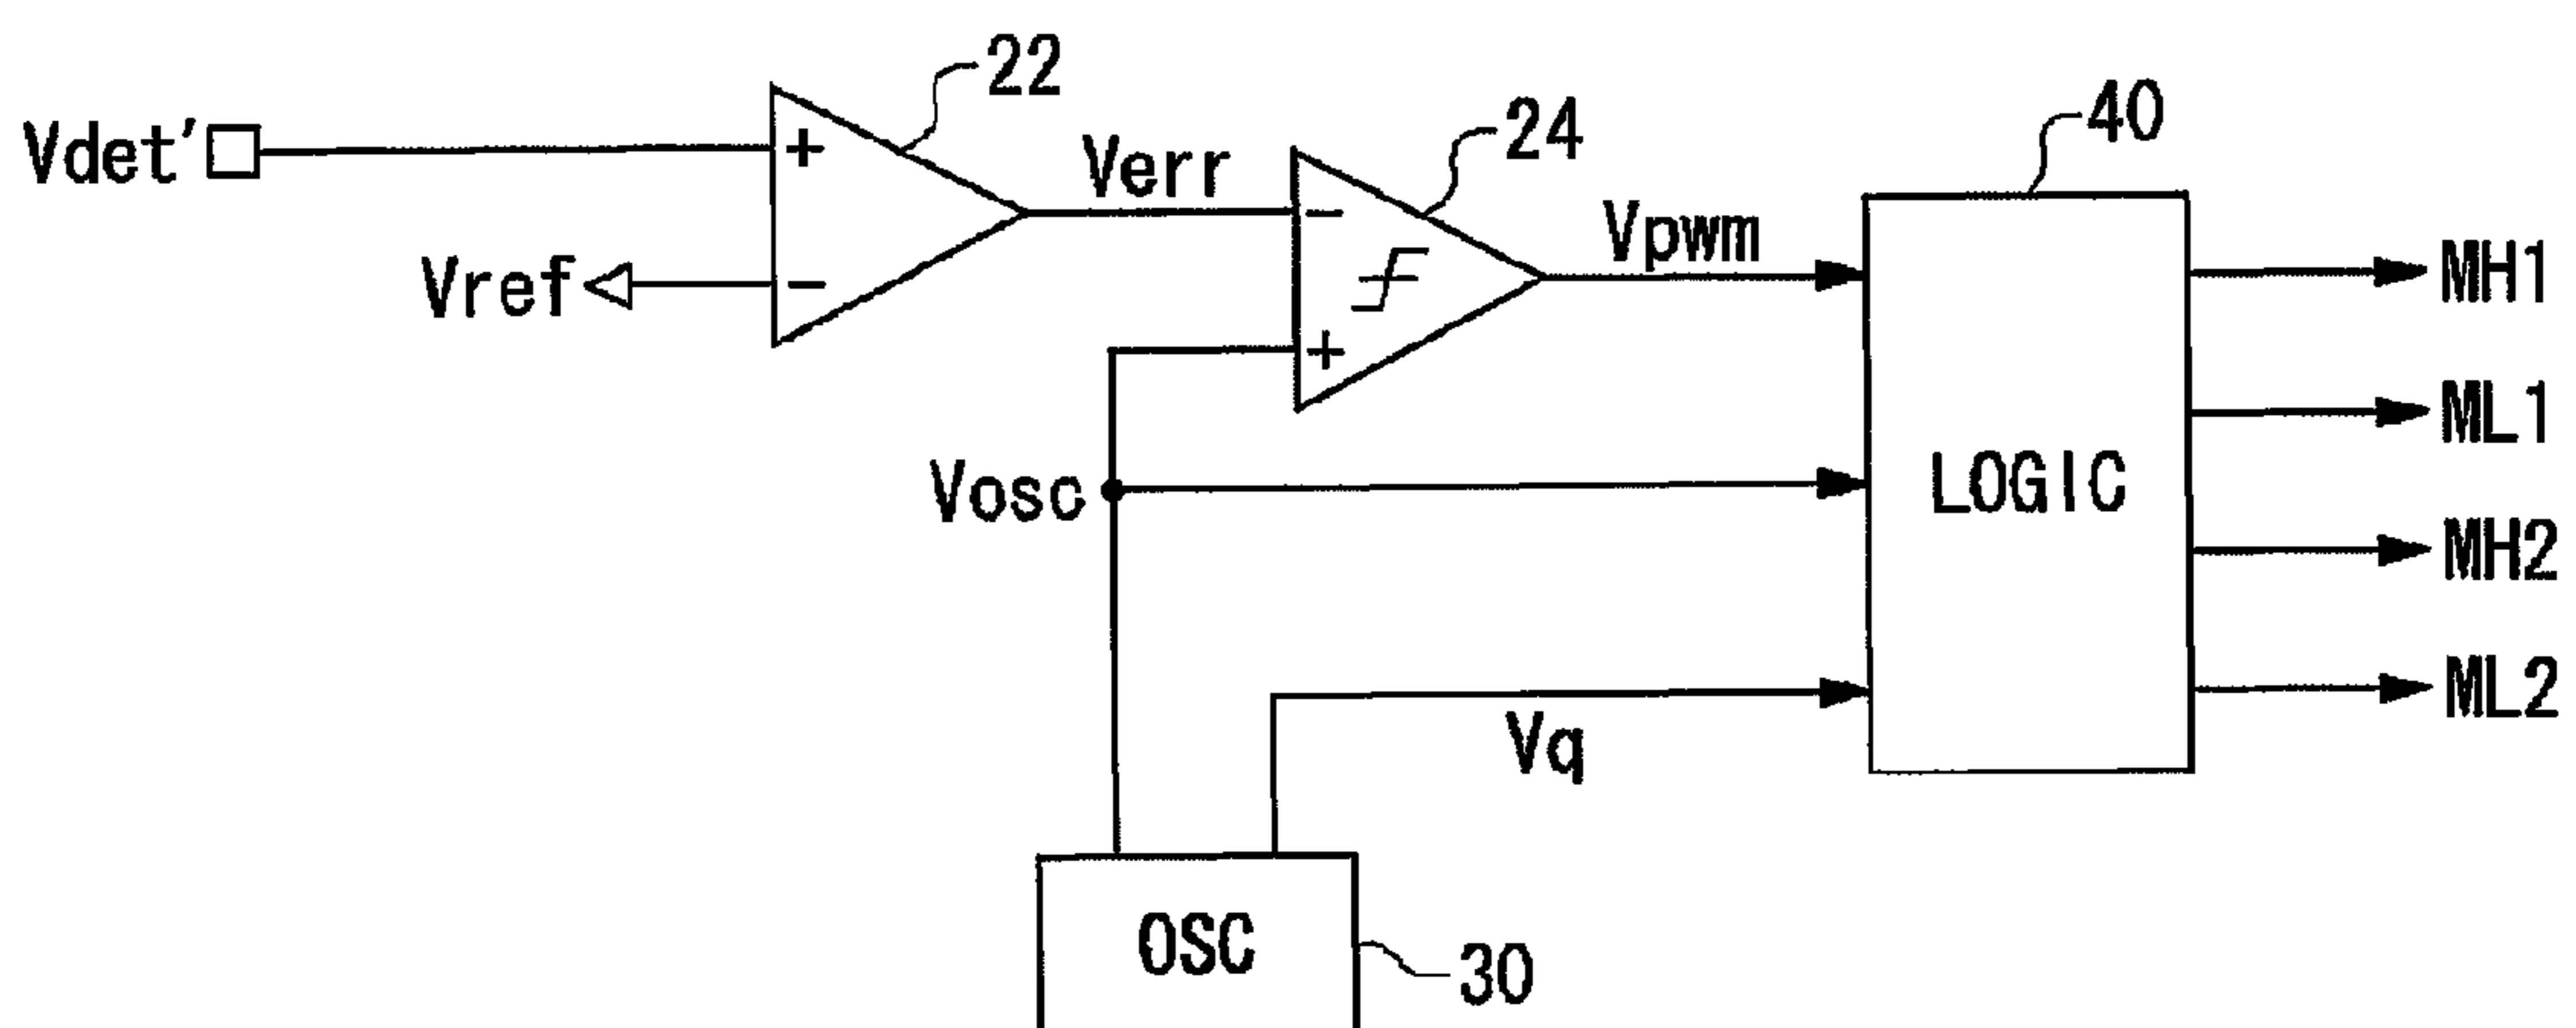 22
24
40
Vdet'
Verr
Vref
Vpwm
MH1
ML1
Vosc
LOGIC
MH2
ML2
Vq
OSC
30
+
-
-
+